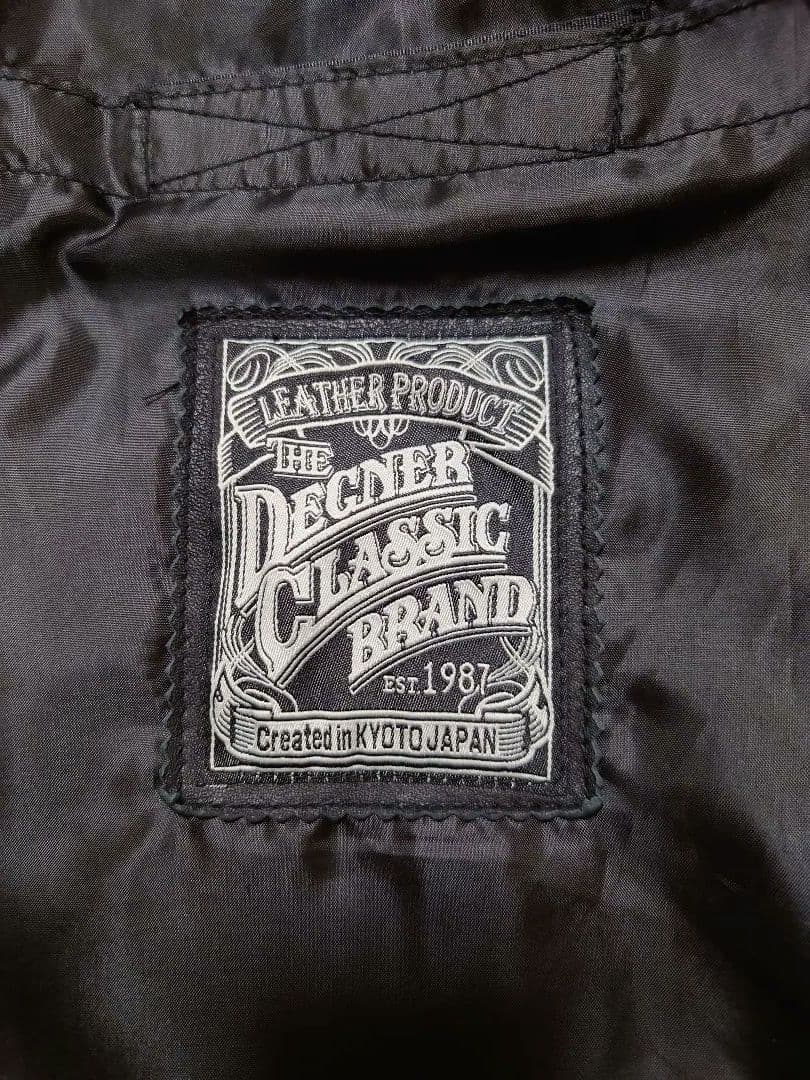 LEATHER PRODUCT
THE
DEGNER
CLASSIC
BRAND
EST. 1987
Created in KYOTO JAPAN